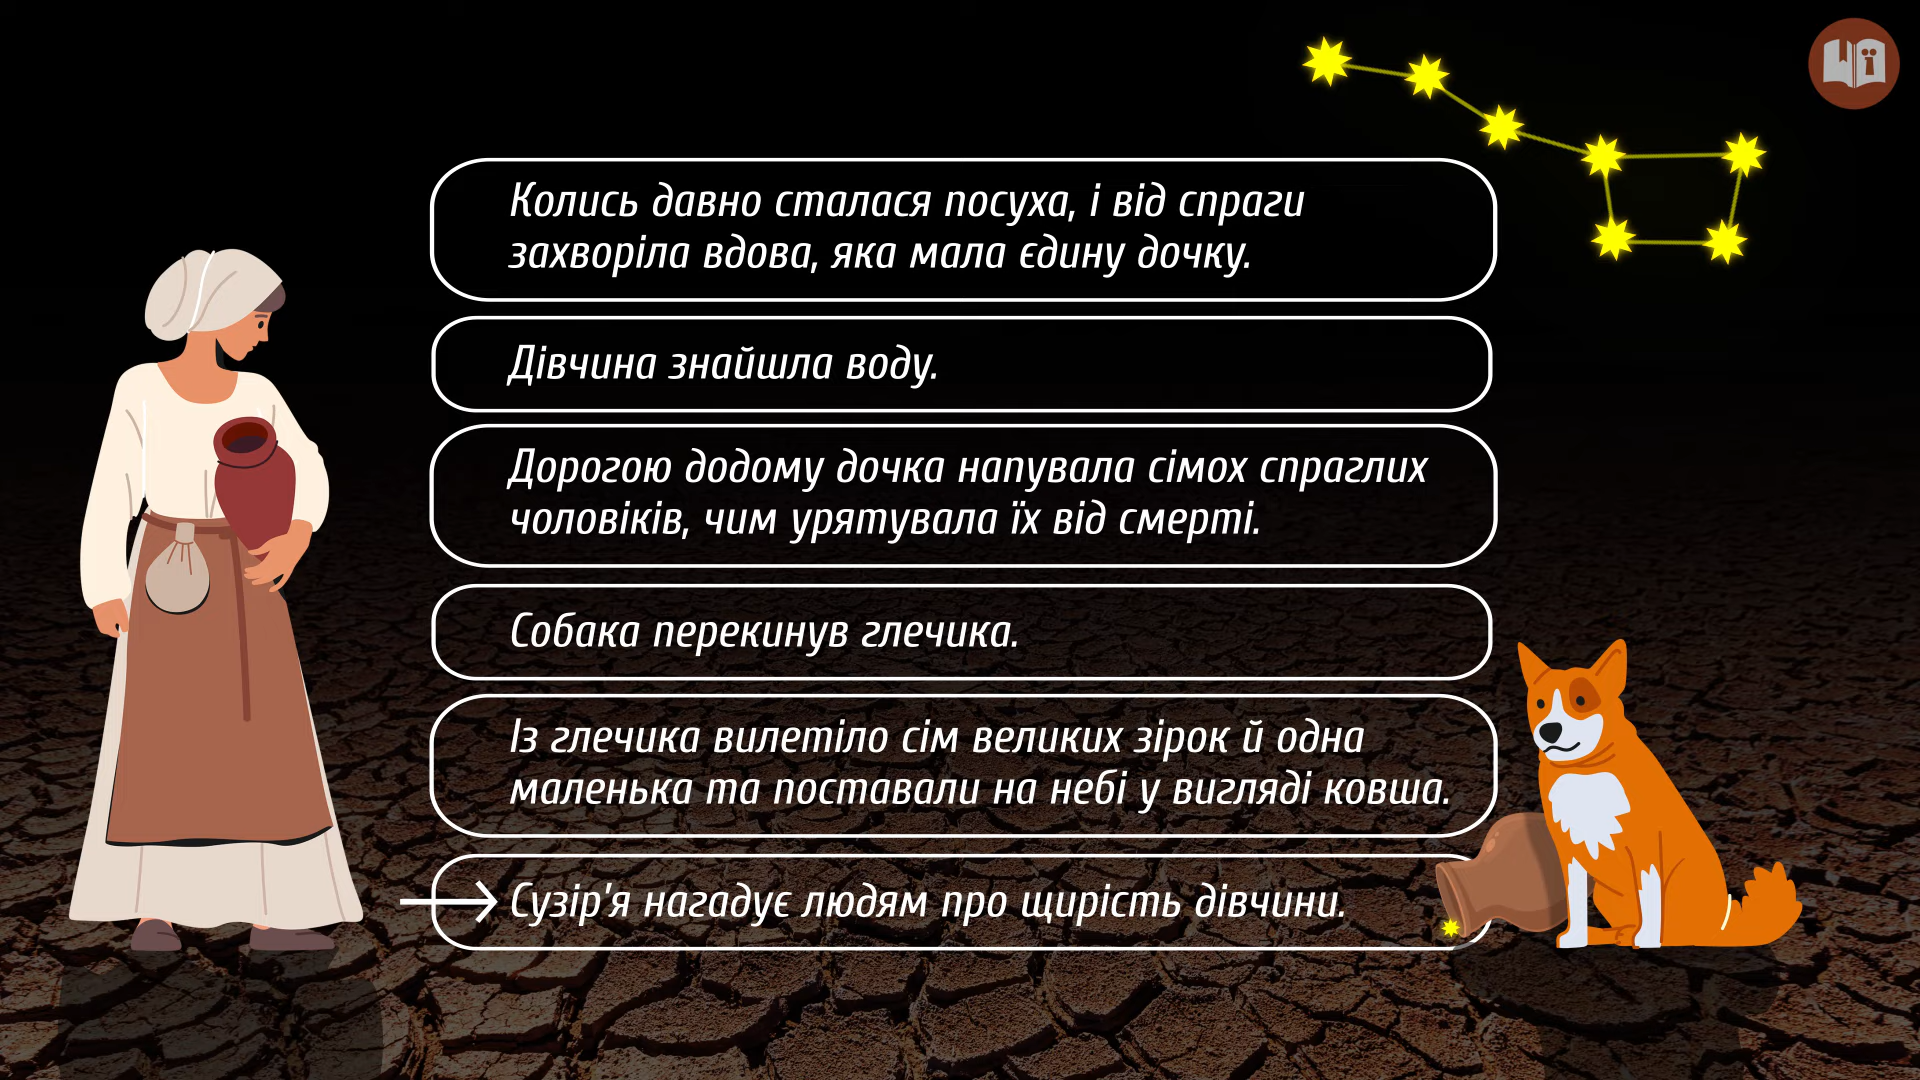 Колись давно сталася посуха, і від спраги
захворіла вдова, яка мала єдину дочку.
Дівчина знайшла воду.
Дорогою додому дочка напувала сімох спраглих
чоловіків, чим урятувала їх від смерті.
Собака перекинув глечика.
Із глечика вилетіло сім великих зірок й одна
маленька та поставали на небі у вигляді ковша.
Сузір'я нагадує людям про щирість дівчини.